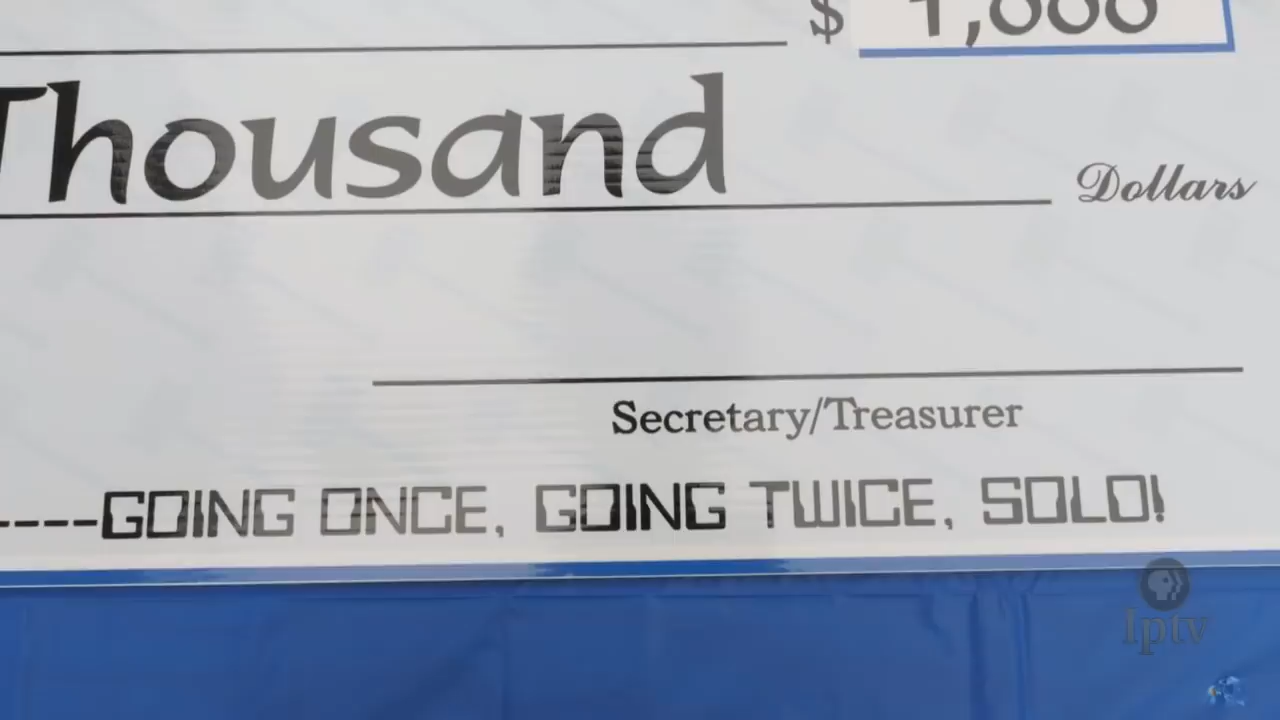 $ 1,000
Thousand Dollars
Secretary/Treasurer
----GOING ONCE, GOING TWICE, SOLD!
Iptv